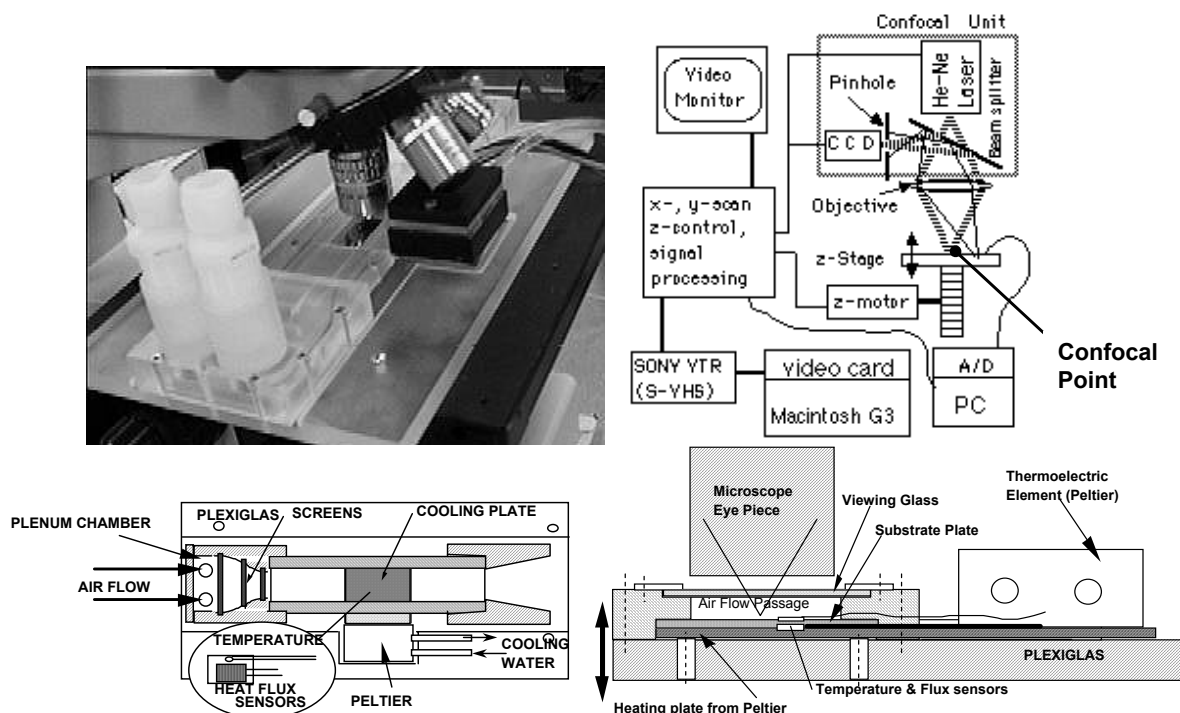 Confocal Unit
Video
Monitor
He-Ne
Laser
Beam splitter
Pinhole
CCD
Objective
x-, y-scan
z-control,
signal
processing
z-Stage
z-motor
Confocal
Point
SONY VTR
(S-VHS)
video card
Macintosh G3
A/D
PC
PLENUM CHAMBER
PLEXIGLAS
SCREENS
COOLING PLATE
AIR FLOW
TEMPERATURE
HEAT FLUX
SENSORS
PELTIER
COOLING
WATER
Microscope
Eye Piece
Viewing Glass
Substrate Plate
Thermoelectric
Element (Peltier)
Air Flow Passage
PLEXIGLAS
Temperature & Flux sensors
Heating plate from Peltier